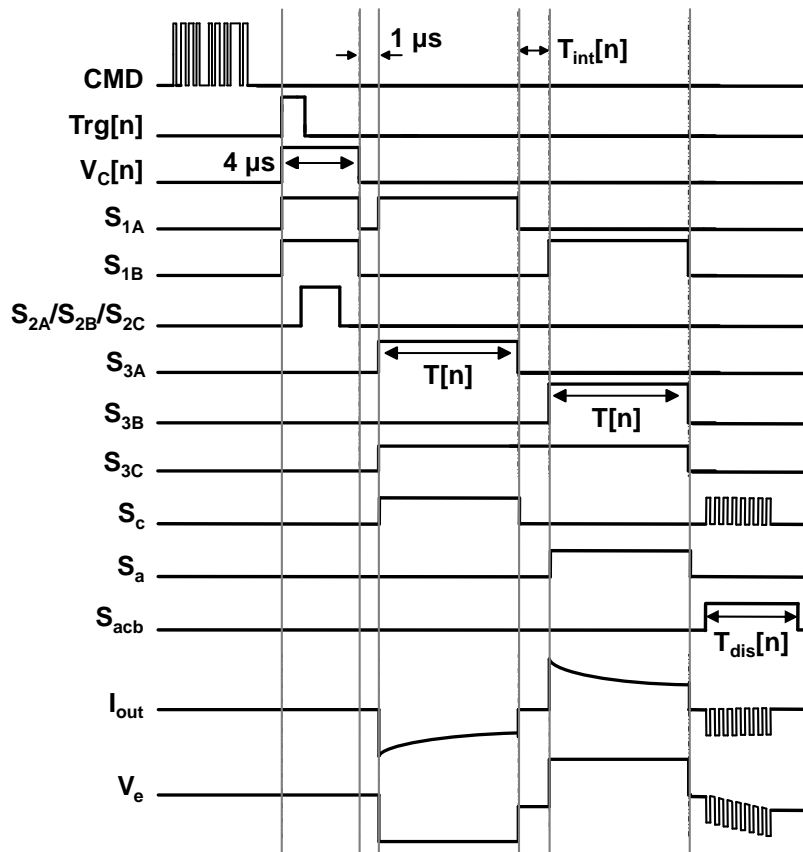 1 µs
T_int[n]
CMD
Trg[n]
4 µs
V_C[n]
S_1A
S_1B
S_2A/S_2B/S_2C
S_3A
T[n]
S_3B
T[n]
S_3C
S_c
S_a
S_acb
T_dis[n]
I_out
V_e